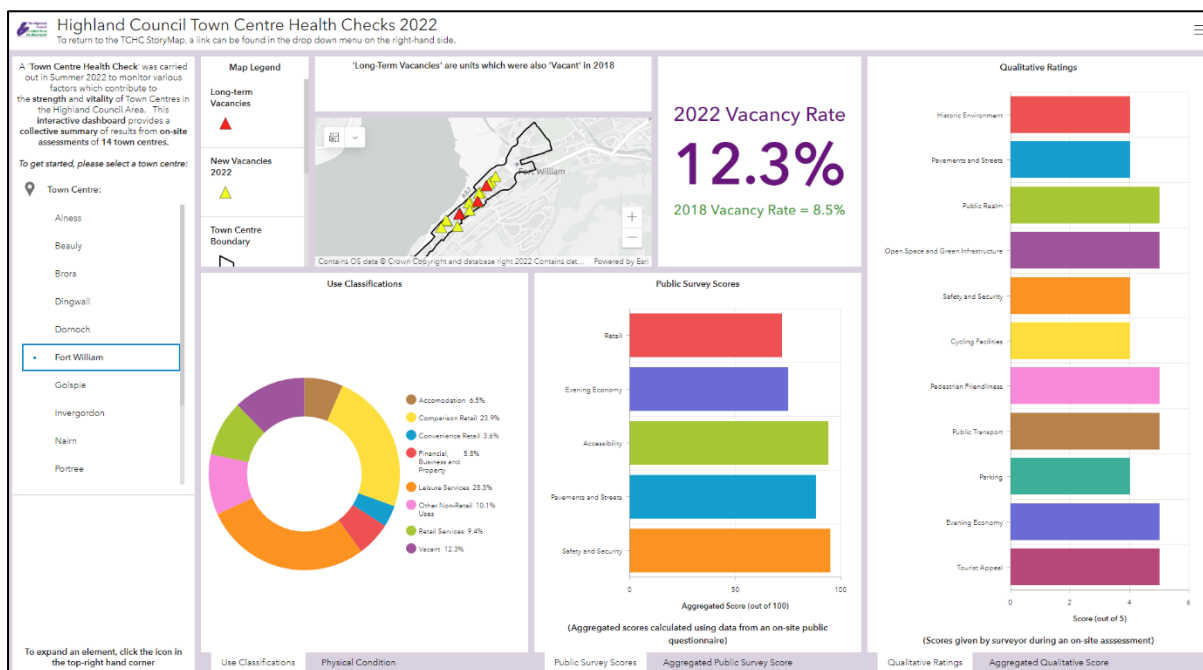 Highland Council Town Centre Health Checks 2022
To return to the TCHC StoryMap, a link can be found in the drop down menu on the right-hand side.
A 'Town Centre Health Check' was carried
out in Summer 2022 to monitor various
factors which contribute to
the strength and vitality of Town Centres in
the Highland Council Area. This
interactive dashboard provides a
collective summary of results from on-site
assessments of 14 town centres.
To get started, please select a town centre:
Town Centre:
Alness
Beauly
Brora
Dingwall
Dornoch
Fort William
Golspie
Invergordon
Nairn
Portree
To expand an element, click the icon in
the top-right hand corner
Map Legend
Long-term
Vacancies
New Vacancies
2022
Town Centre
Boundary
'Long-Term Vacancies' are units which were also 'Vacant' in 2018
Fort William
A82
+
−
Contains OS data © Crown Copyright and database right 2022 Contains dat... Powered by Esri
2022 Vacancy Rate
12.3%
2018 Vacancy Rate = 8.5%
Use Classifications
Accomodation 6.5%
Comparison Retail 23.9%
Convenience Retail 3.6%
Financial, 5.8%
Business and
Property
Leisure Services 28.3%
Other Non-Retail 10.1%
Uses
Retail Services 9.4%
Vacant 12.3%
Use Classifications Physical Condition
Public Survey Scores
Retail
Evening Economy
Accessibility
Pavements and Streets
Safety and Security
0 50 100
Aggregated Score (out of 100)
(Aggregated scores calculated using data from an on-site public
questionnaire)
Public Survey Scores Aggregated Public Survey Score
Qualitative Ratings
Historic Environment
Pavements and Streets
Public Realm
Open Space and Green Infrastructure
Safety and Security
Cycling Facilities
Pedestrian Friendliness
Public Transport
Parking
Evening Economy
Tourist Appeal
0 2 4 6
Score (out of 5)
(Scores given by surveyor during an on-site asssessment)
Qualitative Ratings Aggregated Qualitative Score